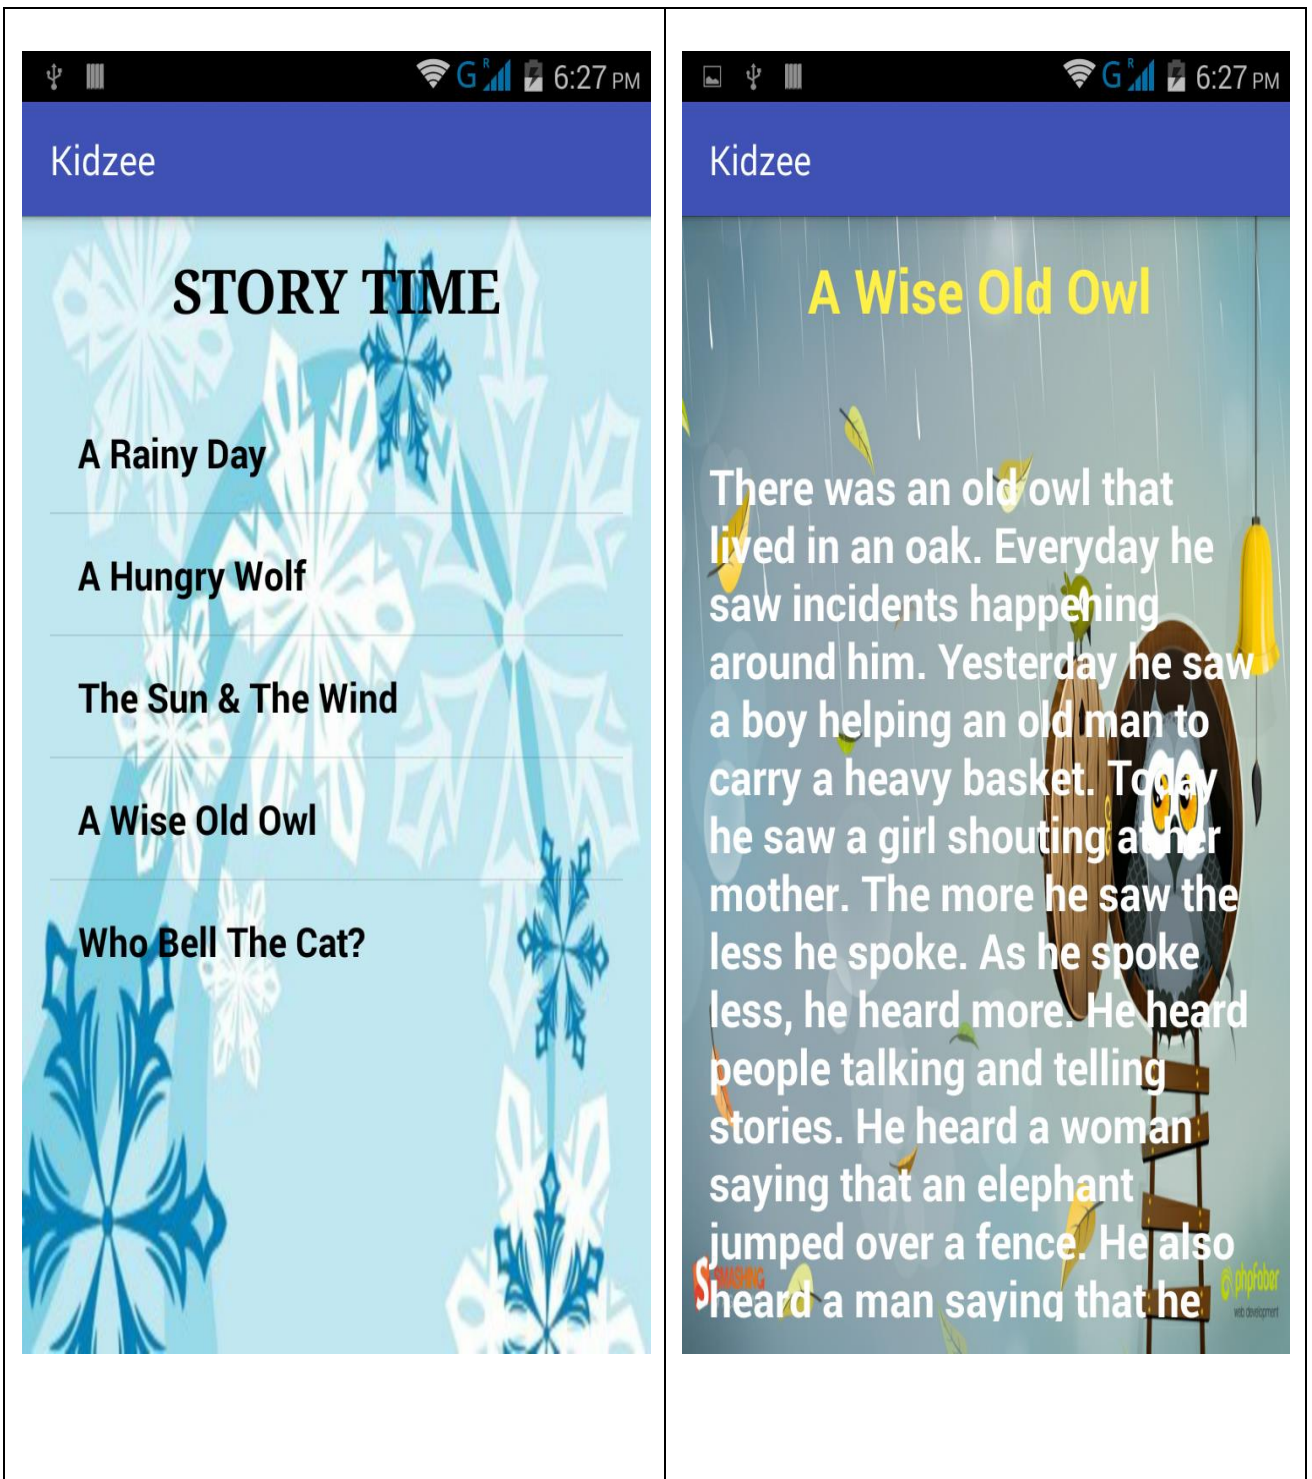 G R 6:27 PM
Kidzee
STORY TIME
A Rainy Day
A Hungry Wolf
The Sun & The Wind
A Wise Old Owl
Who Bell The Cat?
G R 6:27 PM
Kidzee
A Wise Old Owl
There was an old owl that
lived in an oak. Everyday he
saw incidents happening
around him. Yesterday he saw
a boy helping an old man to
carry a heavy basket. Today
he saw a girl shouting at her
mother. The more he saw the
less he spoke. As he spoke
less, he heard more. He heard
people talking and telling
stories. He heard a woman
saying that an elephant
jumped over a fence. He also
heard a man saying that he
SMASHING
phpfober
web development